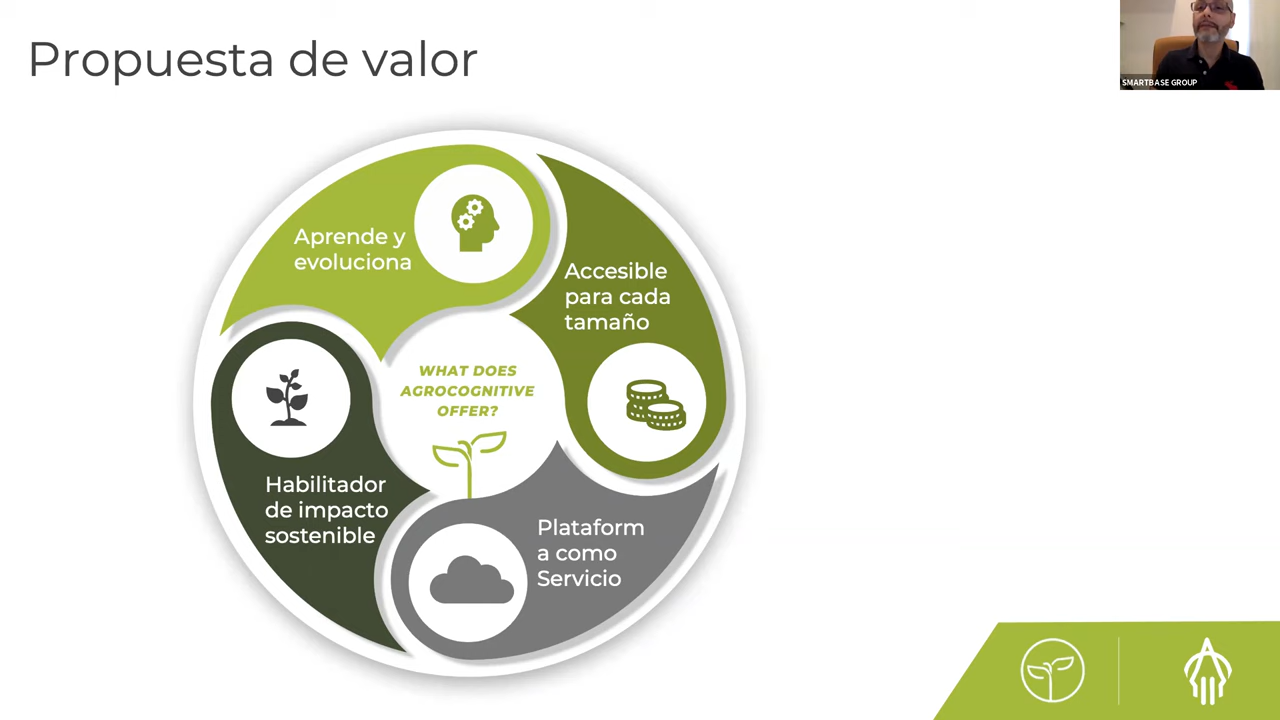 Propuesta de valor
SMARTBASE GROUP
Aprende y
evoluciona
Accesible
para cada
tamaño
WHAT DOES
AGROCOGNITIVE
OFFER?
Habilitador
de impacto
sostenible
Plataform
a como
Servicio